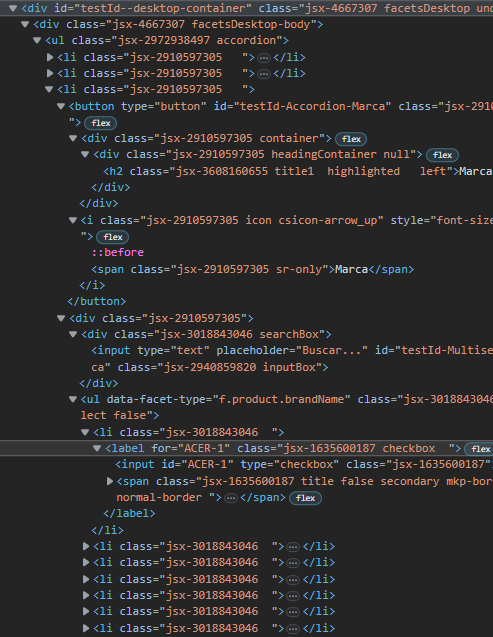 <div id="testId--desktop-container" class="jsx-4667307 facetsDesktop und
<div class="jsx-4667307 facetsDesktop-body">
<ul class="jsx-2972938497 accordion">
<li class="jsx-2910597305 ">…</li>
<li class="jsx-2910597305 ">…</li>
<li class="jsx-2910597305 ">
<button type="button" id="testId-Accordion-Marca" class="jsx-29
"> flex
<div class="jsx-2910597305 container"> flex
<div class="jsx-2910597305 headingContainer null"> flex
<h2 class="jsx-3608160655 title1 highlighted left">Marca
</div>
</div>
<i class="jsx-2910597305 icon csicon-arrow_up" style="font-size
"> flex
::before
<span class="jsx-2910597305 sr-only">Marca</span>
</i>
</button>
<div class="jsx-2910597305">
<div class="jsx-3018843046 searchBox">
<input type="text" placeholder="Buscar..." id="testId-Multise
ca" class="jsx-2940859820 inputBox">
</div>
<ul data-facet-type="f.product.brandName" class="jsx-3018843046
lect false">
<li class="jsx-3018843046 ">
<label for="ACER-1" class="jsx-1635600187 checkbox "> flex
<input id="ACER-1" type="checkbox" class="jsx-1635600187"
<span class="jsx-1635600187 title false secondary mkp-bor
normal-border ">…</span> flex
</label>
</li>
<li class="jsx-3018843046 ">…</li>
<li class="jsx-3018843046 ">…</li>
<li class="jsx-3018843046 ">…</li>
<li class="jsx-3018843046 ">…</li>
<li class="jsx-3018843046 ">…</li>
<li class="jsx-3018843046 ">…</li>